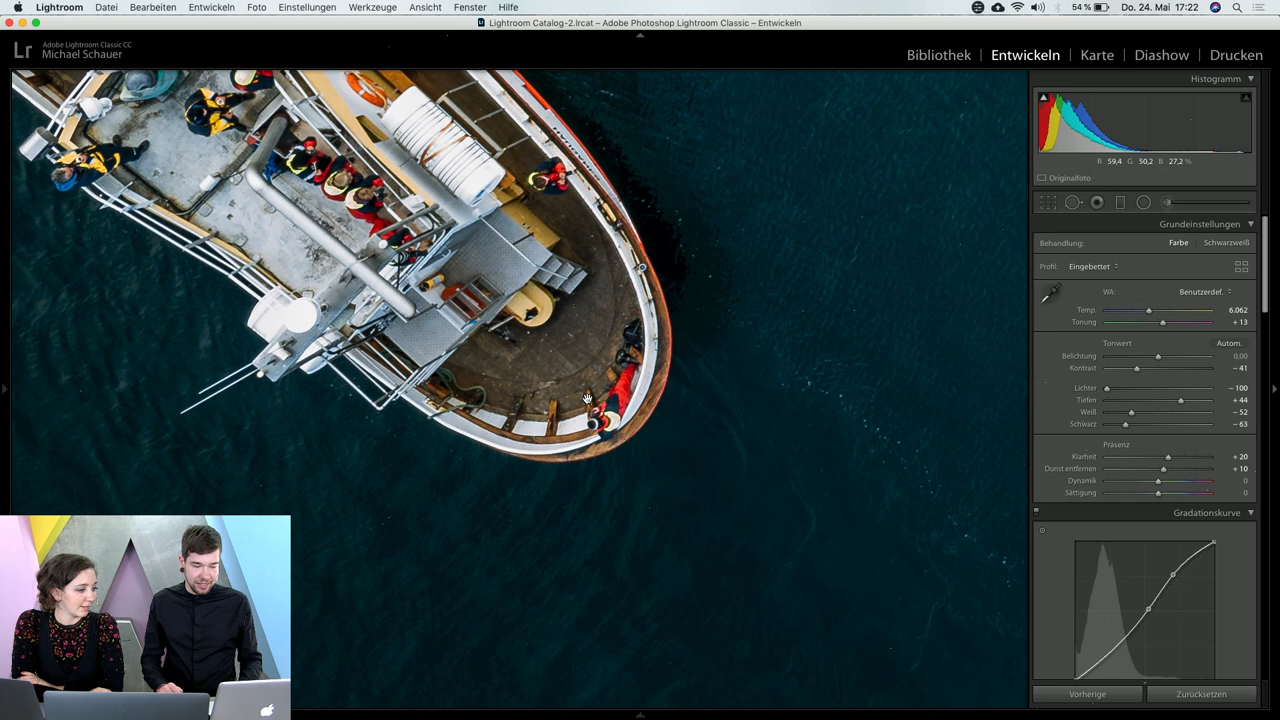 Lightroom Datei Bearbeiten Entwickeln Foto Einstellungen Werkzeuge Ansicht Fenster Hilfe 54 % Do. 24. Mai 17:22
Lightroom Catalog-2.lrcat – Adobe Photoshop Lightroom Classic – Entwickeln
Lr
Adobe Lightroom Classic CC
Michael Schauer
Bibliothek | Entwickeln | Karte | Diashow | Drucken
Histogramm
R 59,4 G 50,2 B 27,2 %
Originalfoto
Grundeinstellungen
Behandlung: Farbe Schwarzweiß
Profil: Eingebettet
WA: Benutzerdef.
Temp. 6.062
Tonung + 13
Tonwert Autom.
Belichtung 0,00
Kontrast – 41
Lichter – 100
Tiefen + 44
Weiß – 52
Schwarz – 63
Präsenz
Klarheit + 20
Dunst entfernen + 10
Dynamik 0
Sättigung 0
Gradationskurve
Vorherige Zurücksetzen